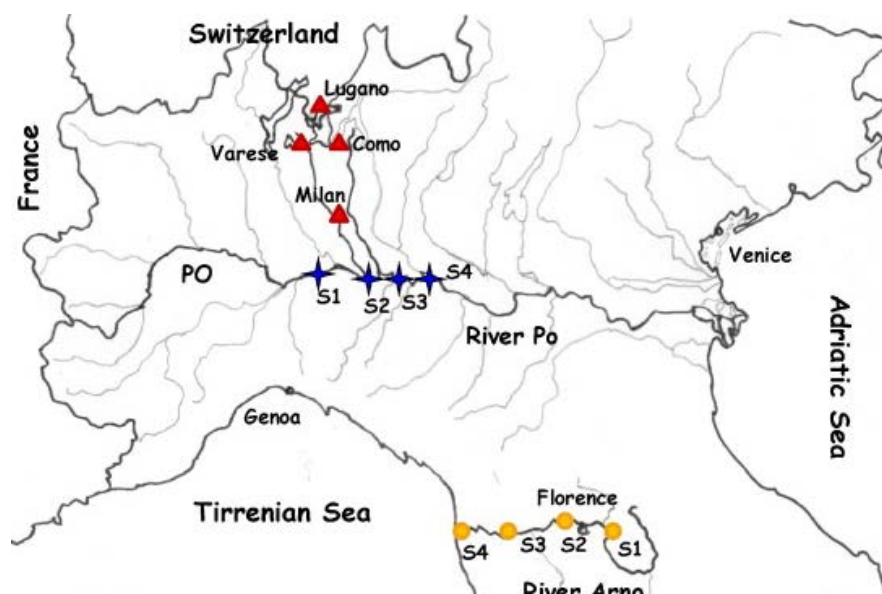 Switzerland
Lugano
France
Varese
Como
Milan
Venice
PO
S1
S2
S3
S4
River Po
Adriatic Sea
Genoa
Tirrenian Sea
Florence
S4
S3
S2
S1
River Arno